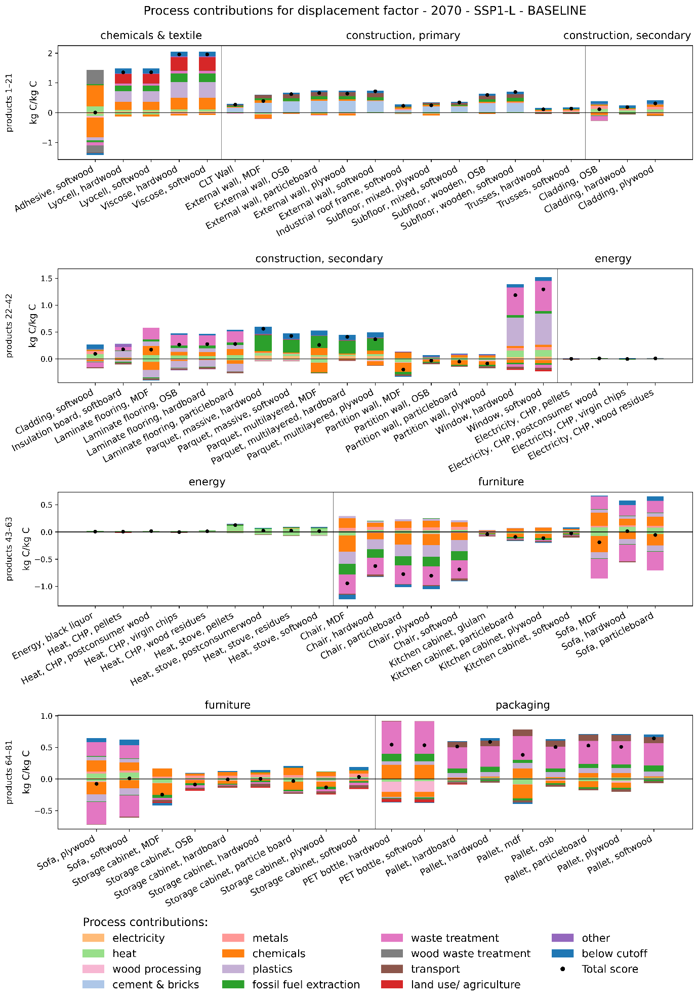 Process contributions for displacement factor - 2070 - SSP1-L - BASELINE
chemicals & textile
construction, primary
construction, secondary
products 1–21
kg C/kg C
2
1
0
−1
Adhesive, softwood
Lyocell, hardwood
Lyocell, softwood
Viscose, hardwood
Viscose, softwood
CLT Wall
External wall, MDF
External wall, OSB
External wall, particleboard
External wall, plywood
External wall, softwood
Industrial roof frame, softwood
Subfloor, mixed, plywood
Subfloor, mixed, softwood
Subfloor, wooden, OSB
Subfloor, wooden, softwood
Trusses, hardwood
Trusses, softwood
Cladding, OSB
Cladding, hardwood
Cladding, plywood
construction, secondary
energy
products 22–42
kg C/kg C
1.5
1.0
0.5
0.0
Cladding, softwood
Insulation board, softboard
Laminate flooring, MDF
Laminate flooring, OSB
Laminate flooring, hardboard
Laminate flooring, particleboard
Parquet, massive, hardwood
Parquet, massive, softwood
Parquet, multilayered, MDF
Parquet, multilayered, hardboard
Parquet, multilayered, plywood
Partition wall, MDF
Partition wall, OSB
Partition wall, particleboard
Partition wall, plywood
Window, hardwood
Window, softwood
Electricity, CHP, pellets
Electricity, CHP, postconsumer wood
Electricity, CHP, virgin chips
Electricity, CHP, wood residues
energy
furniture
products 43–63
kg C/kg C
0.5
0.0
−0.5
−1.0
Energy, black liquor
Heat, CHP, pellets
Heat, CHP, postconsumer wood
Heat, CHP, virgin chips
Heat, CHP, wood residues
Heat, stove, pellets
Heat, stove, postconsumerwood
Heat, stove, residues
Heat, stove, softwood
Chair, MDF
Chair, hardwood
Chair, particleboard
Chair, plywood
Chair, softwood
Kitchen cabinet, glulam
Kitchen cabinet, particleboard
Kitchen cabinet, plywood
Kitchen cabinet, softwood
Sofa, MDF
Sofa, hardwood
Sofa, particleboard
furniture
packaging
products 64–81
kg C/kg C
1.0
0.5
0.0
−0.5
Sofa, plywood
Sofa, softwood
Storage cabinet, MDF
Storage cabinet, OSB
Storage cabinet, hardboard
Storage cabinet, hardwood
Storage cabinet, particle board
Storage cabinet, plywood
Storage cabinet, softwood
PET bottle, hardwood
PET bottle, softwood
Pallet, hardboard
Pallet, hardwood
Pallet, mdf
Pallet, osb
Pallet, particleboard
Pallet, plywood
Pallet, softwood
Process contributions:
electricity
heat
wood processing
cement & bricks
metals
chemicals
plastics
fossil fuel extraction
waste treatment
wood waste treatment
transport
land use/ agriculture
other
below cutoff
Total score